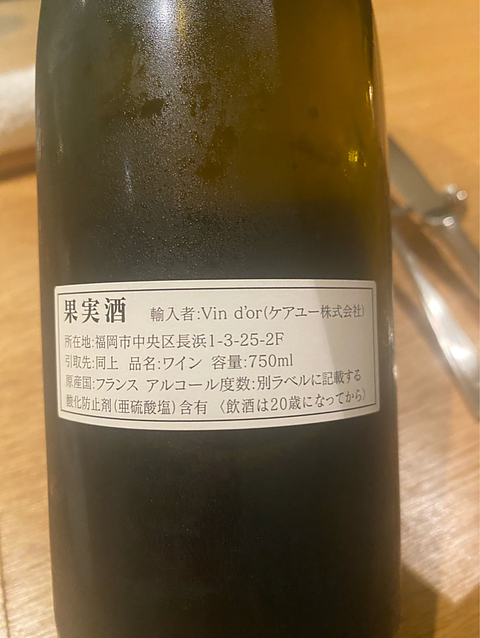 果実酒 輸入者:Vin d'or(ケアユー株式会社)
所在地:福岡市中央区長浜1-3-25-2F
引取先:同上 品名:ワイン 容量:750ml
原産国:フランス アルコール度数:別ラベルに記載する
酸化防止剤(亜硫酸塩)含有 〈飲酒は20歳になってから〉